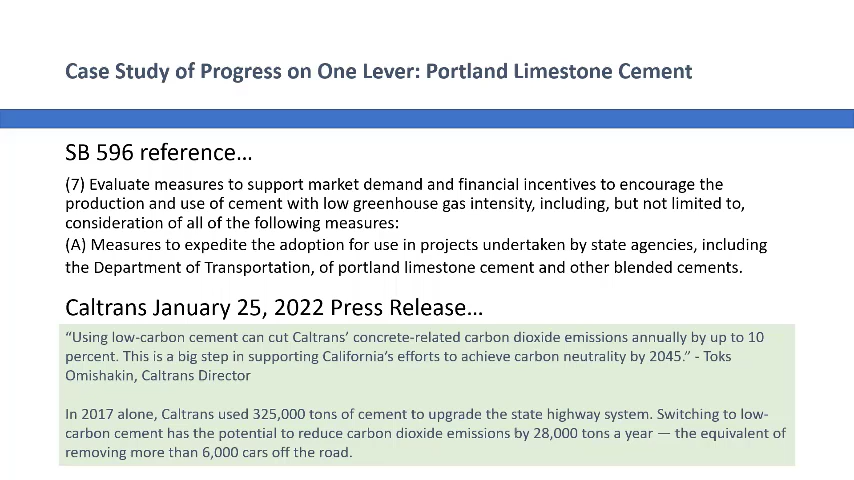 Case Study of Progress on One Lever: Portland Limestone Cement
SB 596 reference…
(7) Evaluate measures to support market demand and financial incentives to encourage the
production and use of cement with low greenhouse gas intensity, including, but not limited to,
consideration of all of the following measures:
(A) Measures to expedite the adoption for use in projects undertaken by state agencies, including
the Department of Transportation, of portland limestone cement and other blended cements.
Caltrans January 25, 2022 Press Release…
“Using low-carbon cement can cut Caltrans’ concrete-related carbon dioxide emissions annually by up to 10
percent. This is a big step in supporting California’s efforts to achieve carbon neutrality by 2045.” - Toks
Omishakin, Caltrans Director
In 2017 alone, Caltrans used 325,000 tons of cement to upgrade the state highway system. Switching to low-
carbon cement has the potential to reduce carbon dioxide emissions by 28,000 tons a year — the equivalent of
removing more than 6,000 cars off the road.